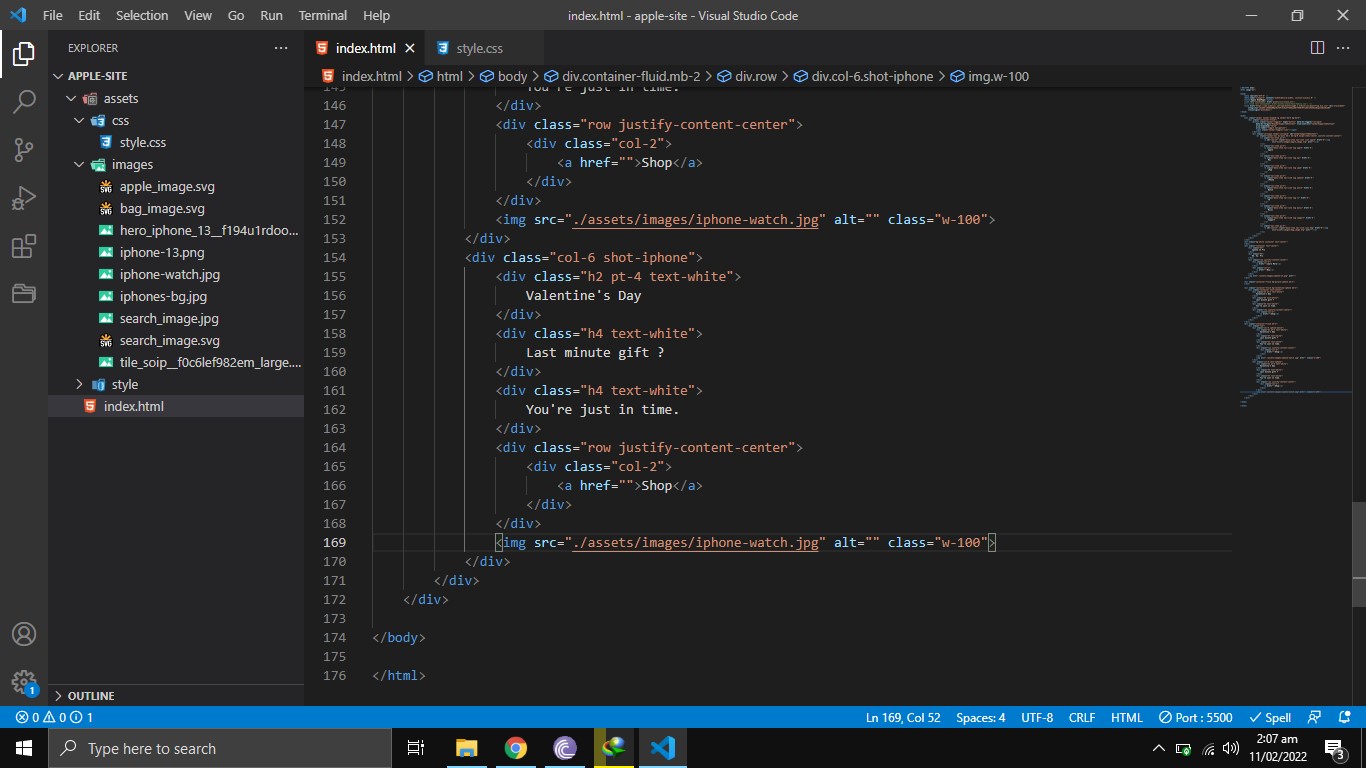 File Edit Selection View Go Run Terminal Help
index.html - apple-site - Visual Studio Code
EXPLORER
APPLE-SITE
assets
css
style.css
images
apple_image.svg
bag_image.svg
hero_iphone_13__f194u1rdoo...
iphone-13.png
iphone-watch.jpg
iphones-bg.jpg
search_image.jpg
search_image.svg
tile_soip__f0c6lef982em_large....
style
index.html
OUTLINE
index.html style.css
index.html > html > body > div.container-fluid.mb-2 > div.row > div.col-6.shot-iphone > img.w-100
145 You're just in time.
146 </div>
147 <div class="row justify-content-center">
148 <div class="col-2">
149 <a href="">Shop</a>
150 </div>
151 </div>
152 <img src="./assets/images/iphone-watch.jpg" alt="" class="w-100">
153 </div>
154 <div class="col-6 shot-iphone">
155 <div class="h2 pt-4 text-white">
156 Valentine's Day
157 </div>
158 <div class="h4 text-white">
159 Last minute gift ?
160 </div>
161 <div class="h4 text-white">
162 You're just in time.
163 </div>
164 <div class="row justify-content-center">
165 <div class="col-2">
166 <a href="">Shop</a>
167 </div>
168 </div>
169 <img src="./assets/images/iphone-watch.jpg" alt="" class="w-100">
170 </div>
171 </div>
172 </div>
173
174 </body>
175
176 </html>
0 0 1
Ln 169, Col 52 Spaces: 4 UTF-8 CRLF HTML Port : 5500 Spell
1
Type here to search
2:07 am
11/02/2022
3